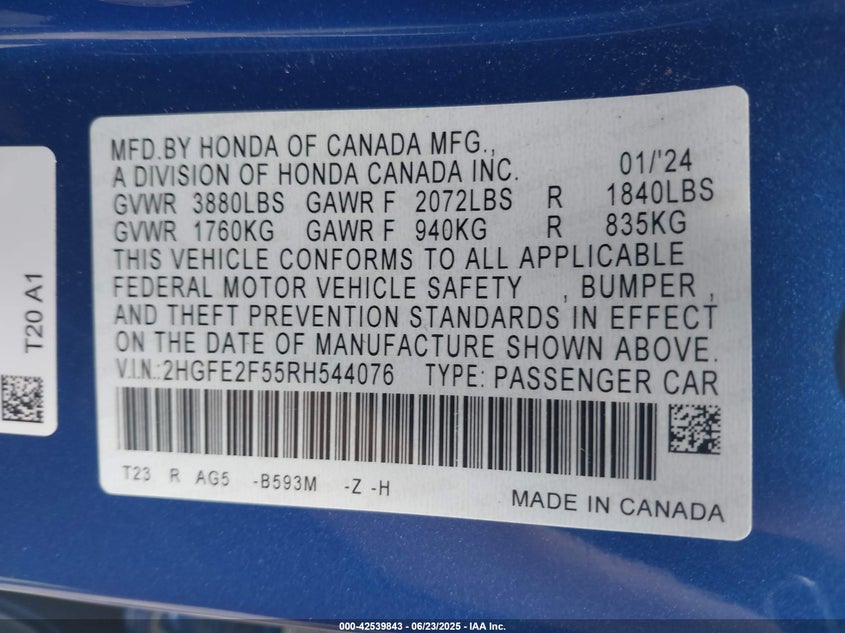 MFD.BY HONDA OF CANADA MFG.,
A DIVISION OF HONDA CANADA INC. 01/'24
GVWR 3880LBS GAWR F 2072LBS R 1840LBS
GVWR 1760KG GAWR F 940KG R 835KG
THIS VEHICLE CONFORMS TO ALL APPLICABLE
FEDERAL MOTOR VEHICLE SAFETY , BUMPER ,
AND THEFT PREVENTION STANDARDS IN EFFECT
ON THE DATE OF MANUFACTURE SHOWN ABOVE.
V.I.N.:2HGFE2F55RH544076 TYPE: PASSENGER CAR
T23 R AG5 -B593M -Z -H
MADE IN CANADA
T20 A1
000-42539843 - 06/23/2025 - IAA Inc.